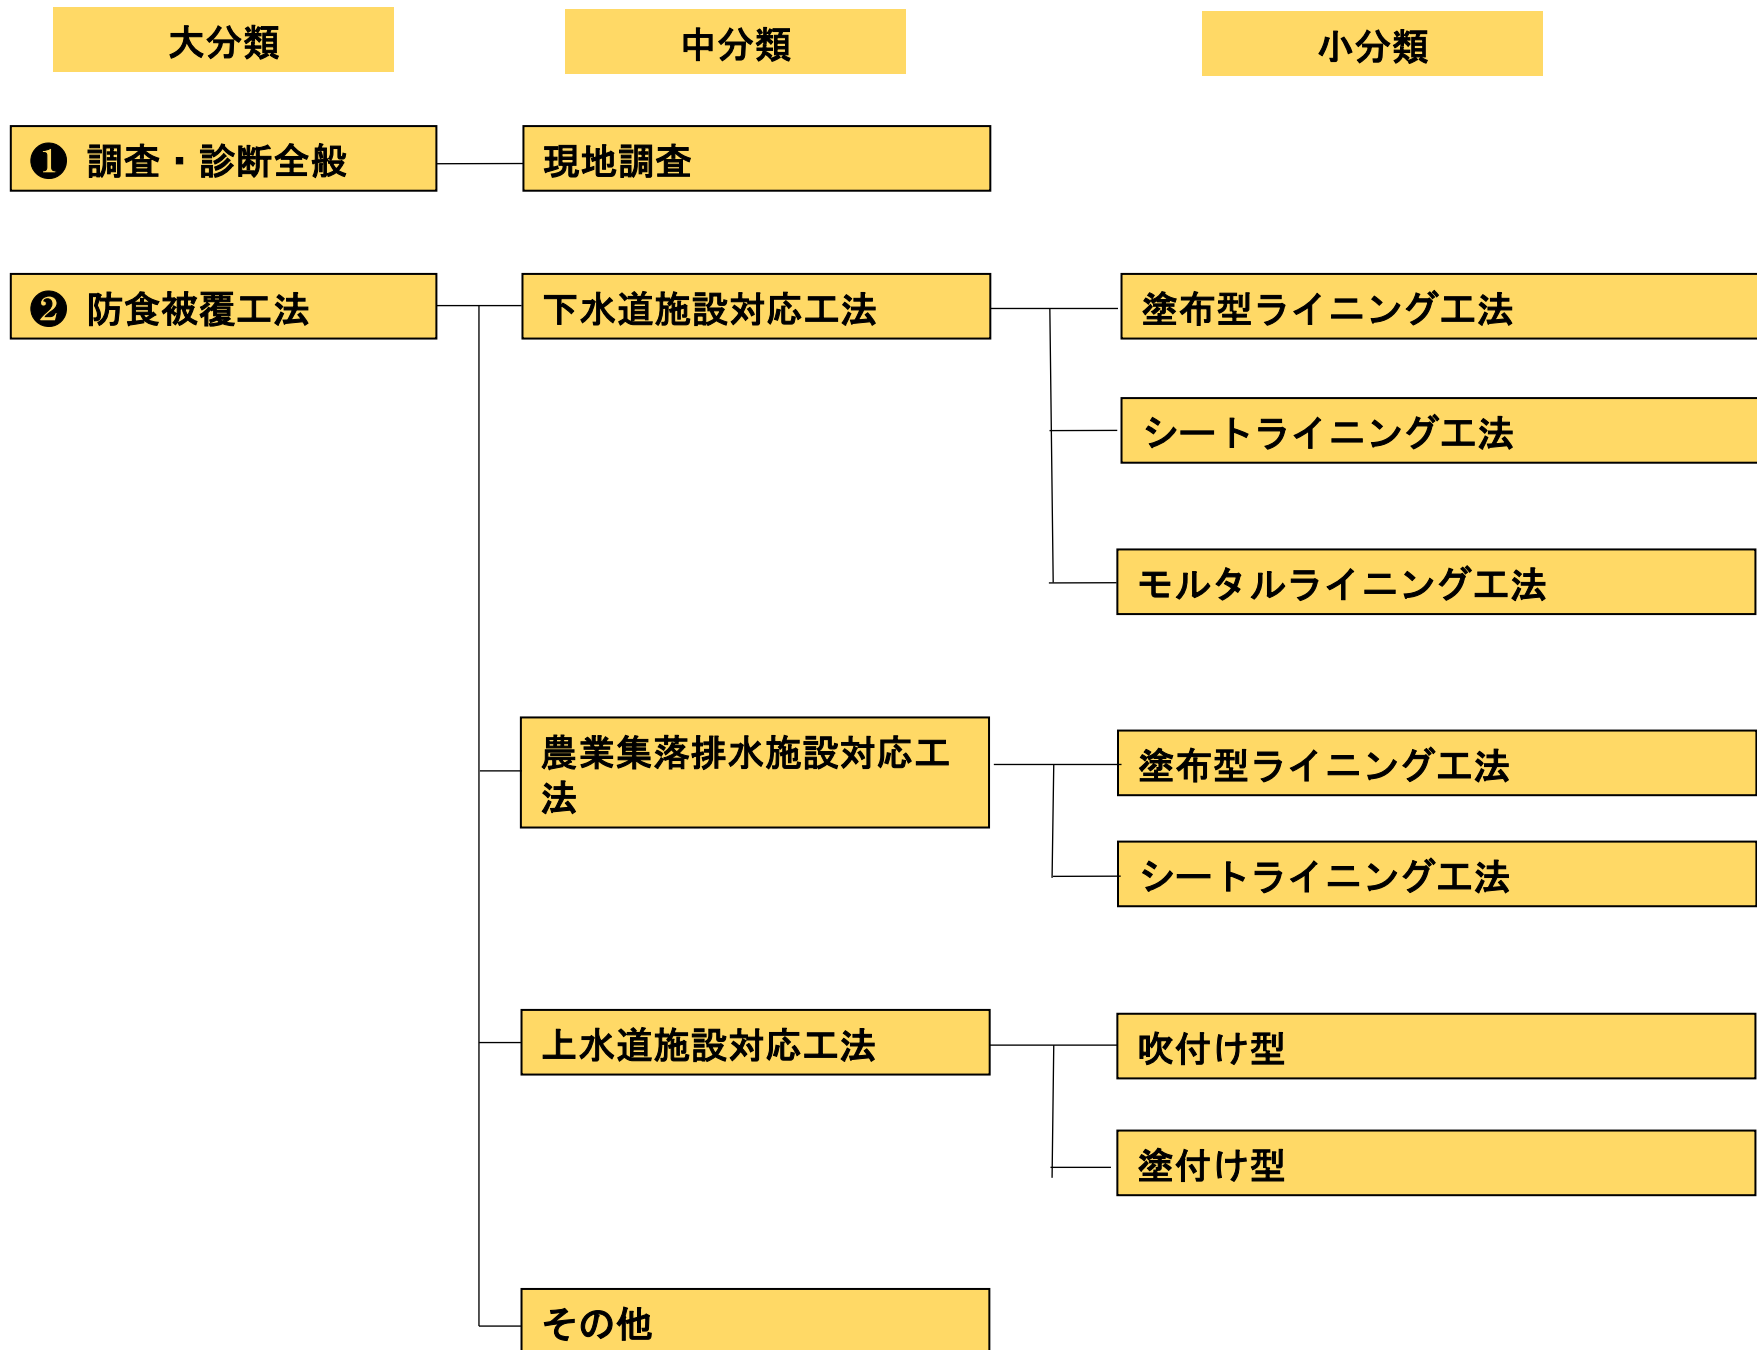 大分類
中分類
小分類
❶ 調査・診断全般
現地調査
❷ 防食被覆工法
下水道施設対応工法
塗布型ライニング工法
シートライニング工法
モルタルライニング工法
農業集落排水施設対応工
法
塗布型ライニング工法
シートライニング工法
上水道施設対応工法
吹付け型
塗付け型
その他